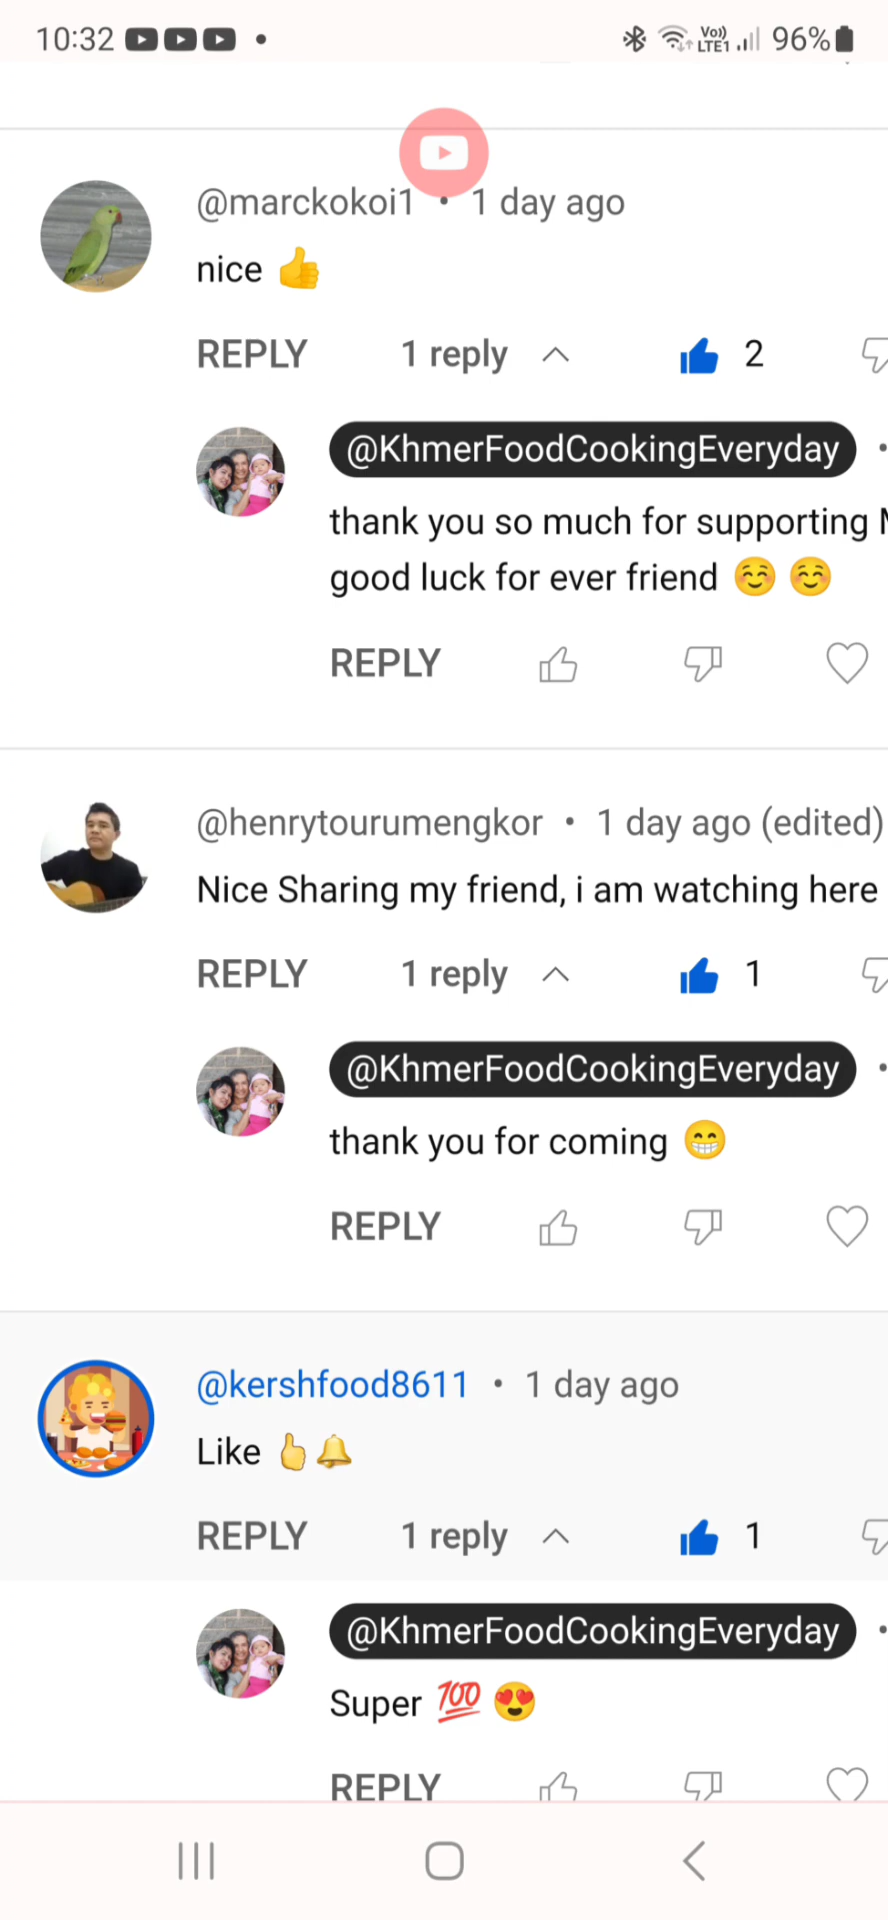 10:32
Vo))
LTE1
96%
@marckokoi1 • 1 day ago
nice 👍
REPLY 1 reply 2
@KhmerFoodCookingEveryday •
thank you so much for supporting
good luck for ever friend ☺️ ☺️
REPLY
@henrytourumengkor • 1 day ago (edited)
Nice Sharing my friend, i am watching here
REPLY 1 reply 1
@KhmerFoodCookingEveryday •
thank you for coming 😁
REPLY
@kershfood8611 • 1 day ago
Like 👍🔔
REPLY 1 reply 1
@KhmerFoodCookingEveryday •
Super 💯 😍
REPLY